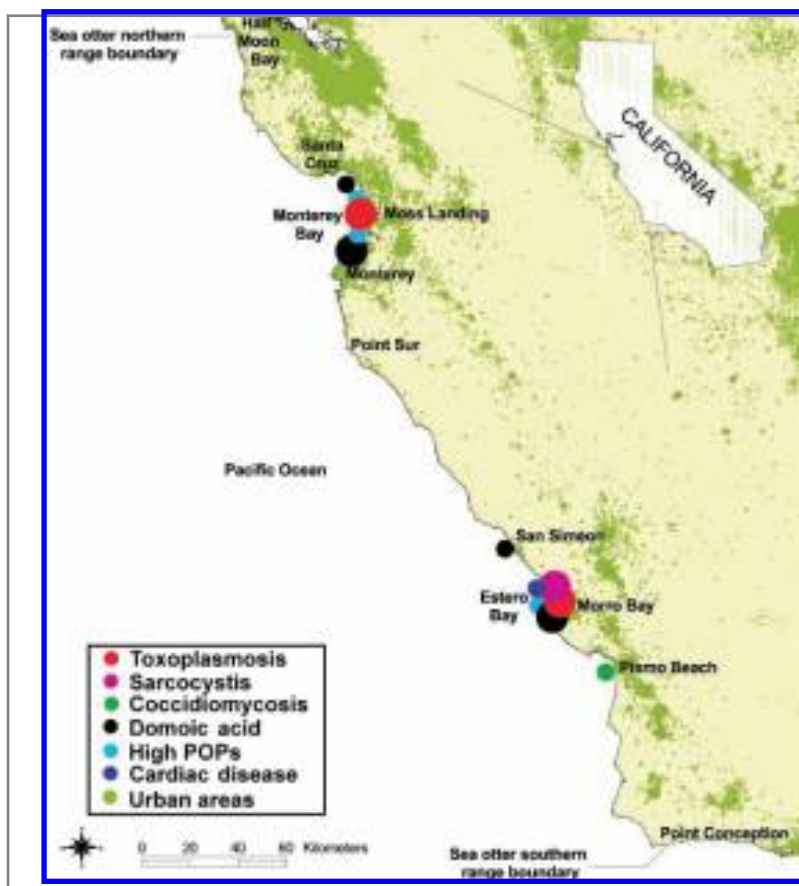 Sea otter northern
range boundary
Half
Moon
Bay
CALIFORNIA
Santa
Cruz
Monterey
Bay
Moss Landing
Monterey
Point Sur
Pacific Ocean
San Simeon
Estero
Bay
Morro Bay
Pismo Beach
Toxoplasmosis
Sarcocystis
Coccidiomycosis
Domoic acid
High POPs
Cardiac disease
Urban areas
0 20 40 60 Kilometers
Point Conception
Sea otter southern
range boundary